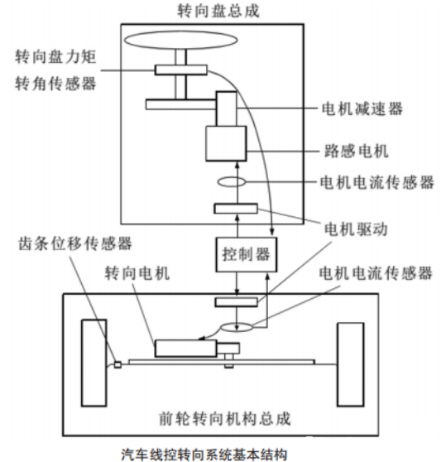 转向盘总成
转向盘力矩
转角传感器
电机减速器
路感电机
电机电流传感器
电机驱动
齿条位移传感器
控制器
转向电机
电机电流传感器
前轮转向机构总成
汽车线控转向系统基本结构